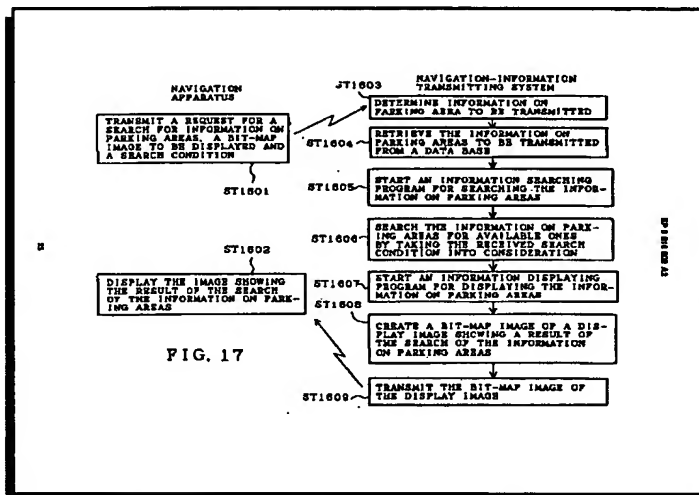 NAVIGATION
APPARATUS
TRANSMIT A REQUEST FOR A
SEARCH FOR INFORMATION ON
PARKING AREAS, A BIT-MAP
IMAGE TO BE DISPLAYED AND
A SEARCH CONDITION
ST1601
ST1602
DISPLAY THE IMAGE SHOWING
THE RESULT OF THE SEARCH
OF THE INFORMATION ON PARK-
ING AREAS
FIG. 17
NAVIGATION-INFORMATION
TRANSMITTING SYSTEM
ST1603
DETERMINE INFORMATION ON
PARKING AREA TO BE TRANSMITTED
ST1604
RETRIEVE THE INFORMATION ON
PARKING AREAS TO BE TRANSMITTED
FROM A DATA BASE
ST1605
START AN INFORMATION SEARCHING
PROGRAM FOR SEARCHING THE INFOR-
MATION ON PARKING AREAS
ST1606
SEARCH THE INFORMATION ON PARK-
ING AREAS FOR AVAILABLE ONES
BY TAKING THE RECEIVED SEARCH
CONDITION INTO CONSIDERATION
ST1607
START AN INFORMATION DISPLAYING
PROGRAM FOR DISPLAYING THE INFOR-
MATION ON PARKING AREAS
ST1608
CREATE A BIT-MAP IMAGE OF A DIS-
PLAY IMAGE SHOWING A RESULT OF
THE SEARCH OF THE INFORMATION
ON PARKING AREAS
ST1609
TRANSMIT THE BIT-MAP IMAGE OF
THE DISPLAY IMAGE